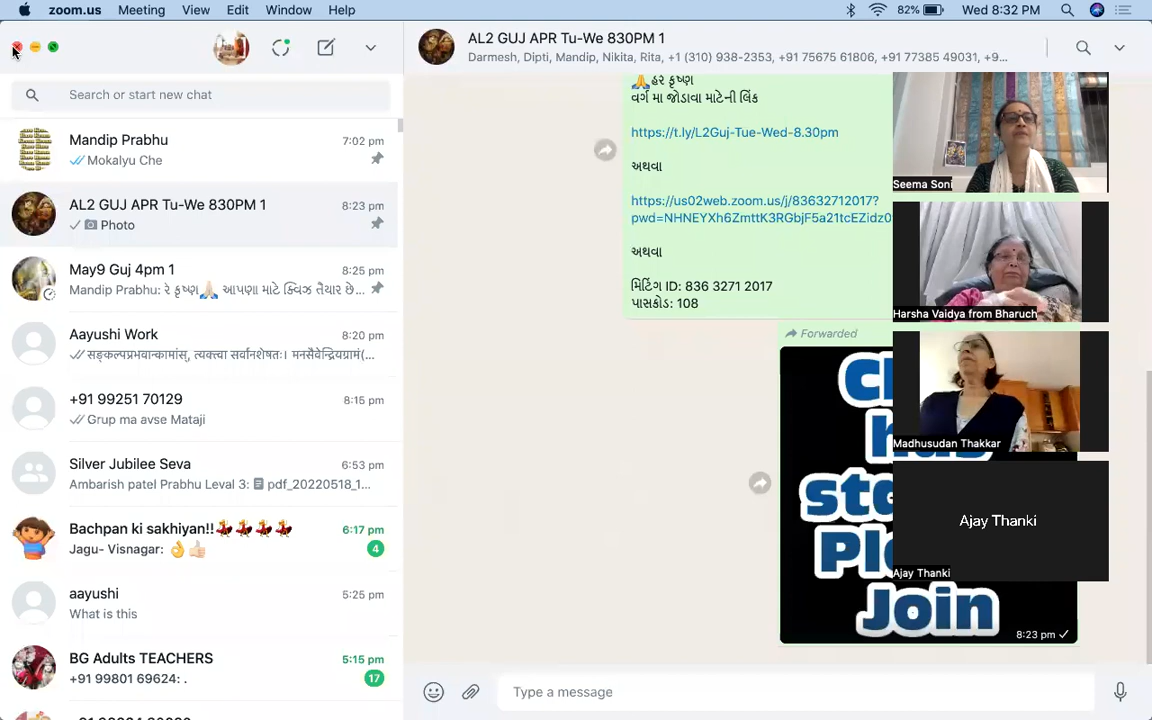 zoom.us Meeting View Edit Window Help
82% Wed 8:32 PM
Search or start new chat
Mandip Prabhu 7:02 pm
Mokalyu Che
AL2 GUJ APR Tu-We 830PM 1 8:23 pm
Photo
May9 Guj 4pm 1 8:25 pm
Mandip Prabhu: રે કૃષ્ણ🙏🏻 આપણા માટે ક્વિઝ તૈયાર છે...
Aayushi Work 8:20 pm
सङ्कल्पप्रभवान्कामांस्, त्यक्त्वा सर्वानशेषतः। मनसैवेन्द्रियग्रामं(...
+91 99251 70129 8:15 pm
Grup ma avse Mataji
Silver Jubilee Seva 6:53 pm
Ambarish patel Prabhu Leval 3: pdf_20220518_1...
Bachpan ki sakhiyan!!💃💃💃💃 6:17 pm
Jagu- Visnagar: 👌👍🏻 4
aayushi 5:25 pm
What is this
BG Adults TEACHERS 5:15 pm
+91 99801 69624: . 17
AL2 GUJ APR Tu-We 830PM 1
Darmesh, Dipti, Mandip, Nikita, Rita, +1 (310) 938-2353, +91 75675 61806, +91 77385 49031, +9...
🙏હરે કૃષ્ણ
વર્ગ મા જોડાવા માટેની લિંક
https://t.ly/L2Guj-Tue-Wed-8.30pm
અથવા
https://us02web.zoom.us/j/83632712017?
pwd=NHNEYXh6ZmttK3RGbjF5a21tcEZidz0
અથવા
મિટિંગ ID: 836 3271 2017
પાસકોડ: 108
Forwarded
Join
8:23 pm
Seema Soni
Harsha Vaidya from Bharuch
Madhusudan Thakkar
Ajay Thanki
Ajay Thanki
Type a message